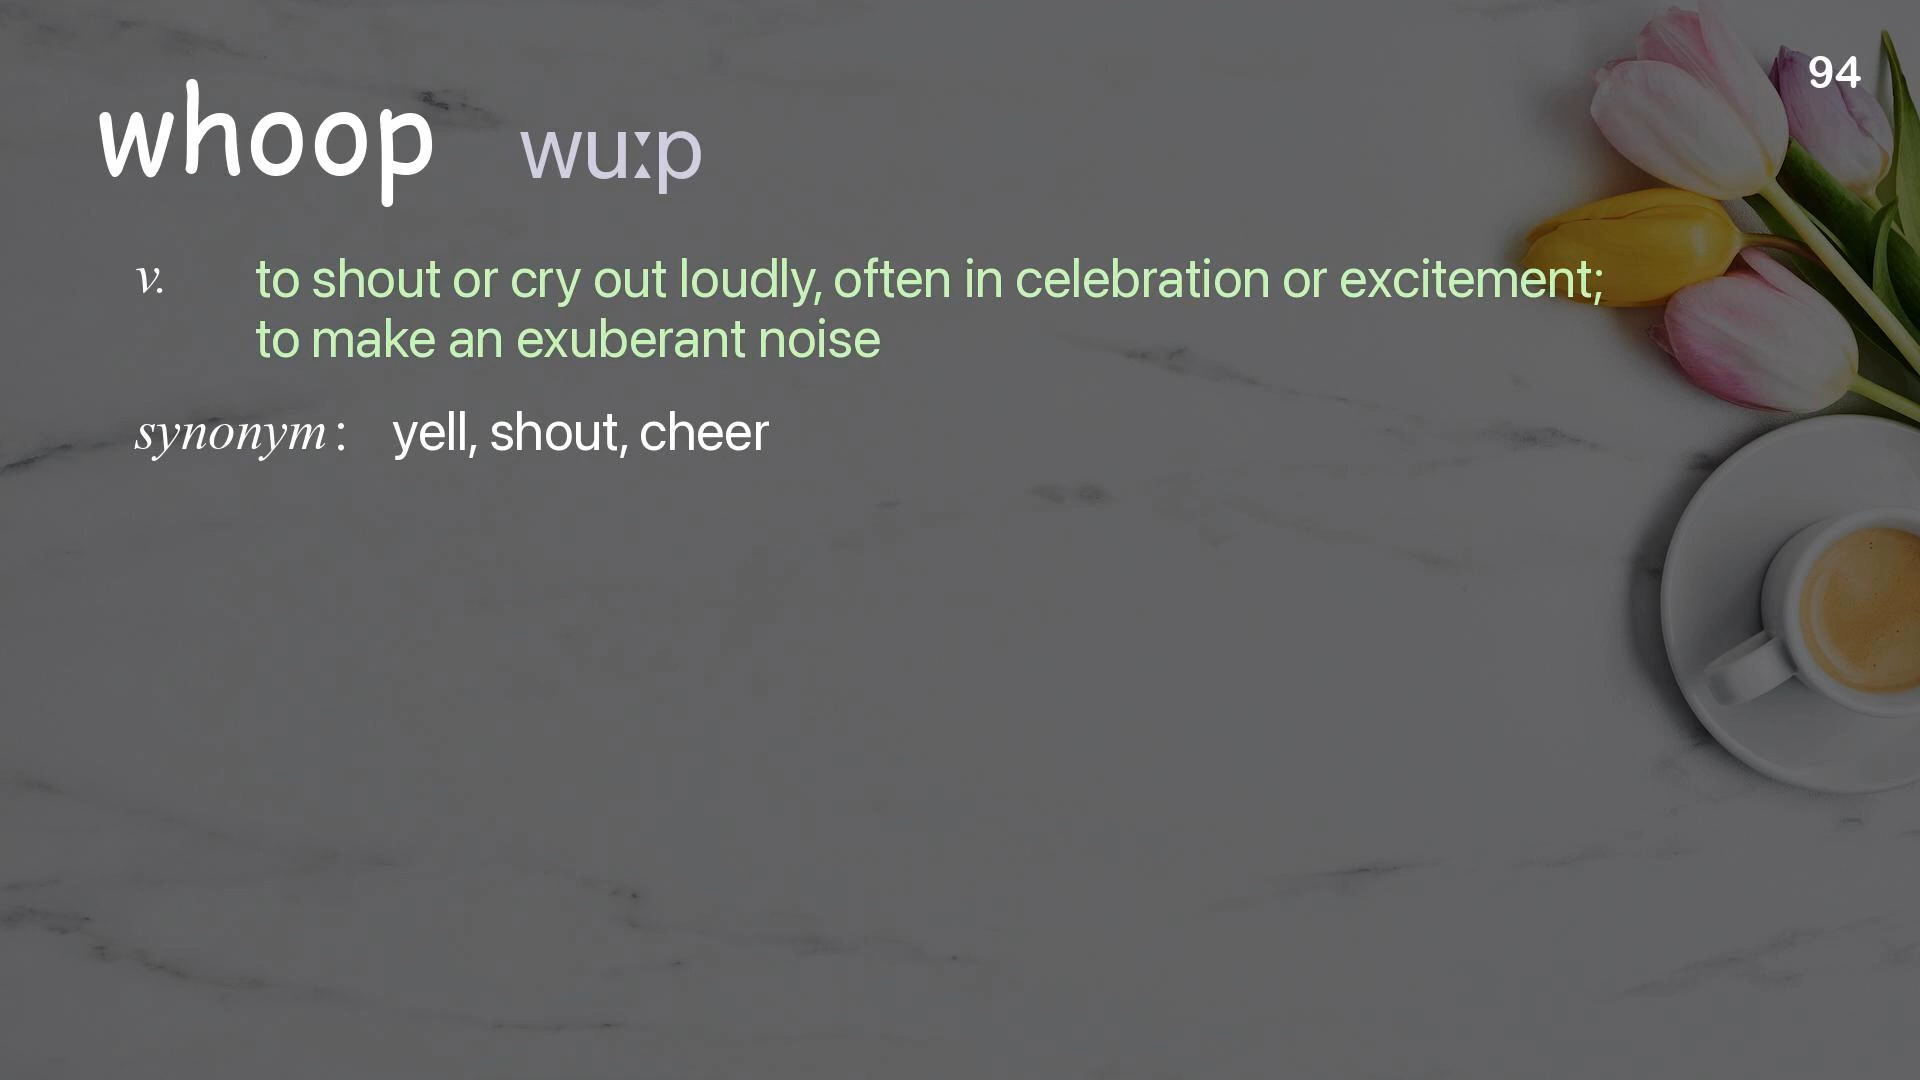 94
whoop wuːp
v. to shout or cry out loudly, often in celebration or excitement;
to make an exuberant noise
synonym: yell, shout, cheer